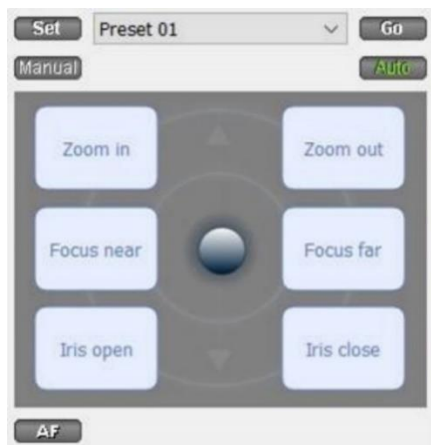 Set Preset 01 Go
Manual Auto
Zoom in Zoom out
Focus near Focus far
Iris open Iris close
AF